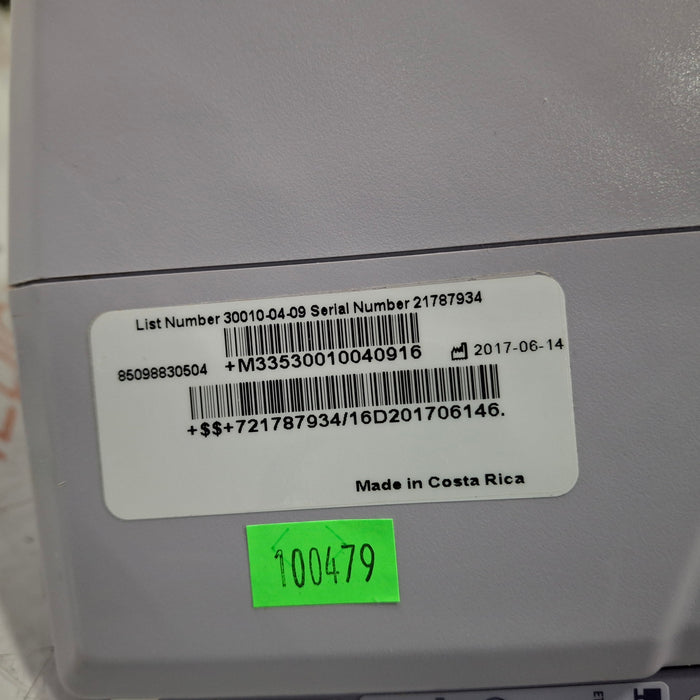 List Number 30010-04-09 Serial Number 21787934
+M33530010040916
2017-06-14
85098830504
+$$+721787934/16D201706146.
Made in Costa Rica
100479